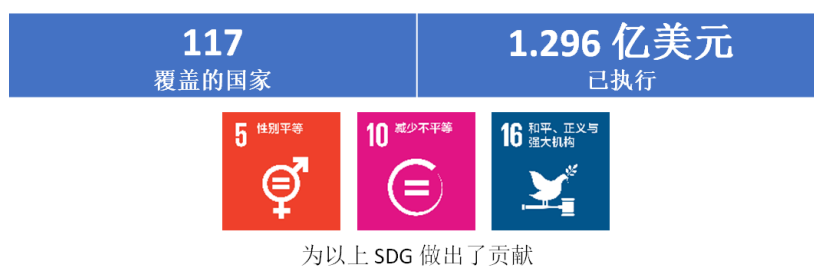 117
覆盖的国家
1.296 亿美元
已执行
5 性别平等
10 减少不平等
16 和平、正义与
强大机构
为以上 SDG 做出了贡献